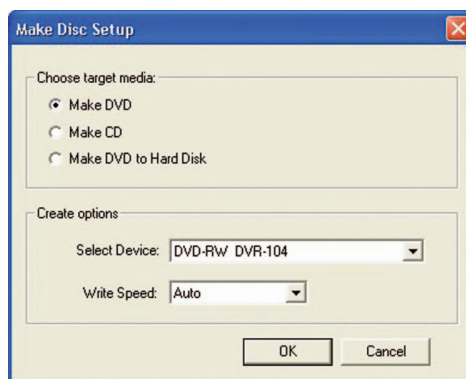 Make Disc Setup
Choose target media:
Make DVD
Make CD
Make DVD to Hard Disk
Create options
Select Device: DVD-RW DVR-104
Write Speed: Auto
OK Cancel